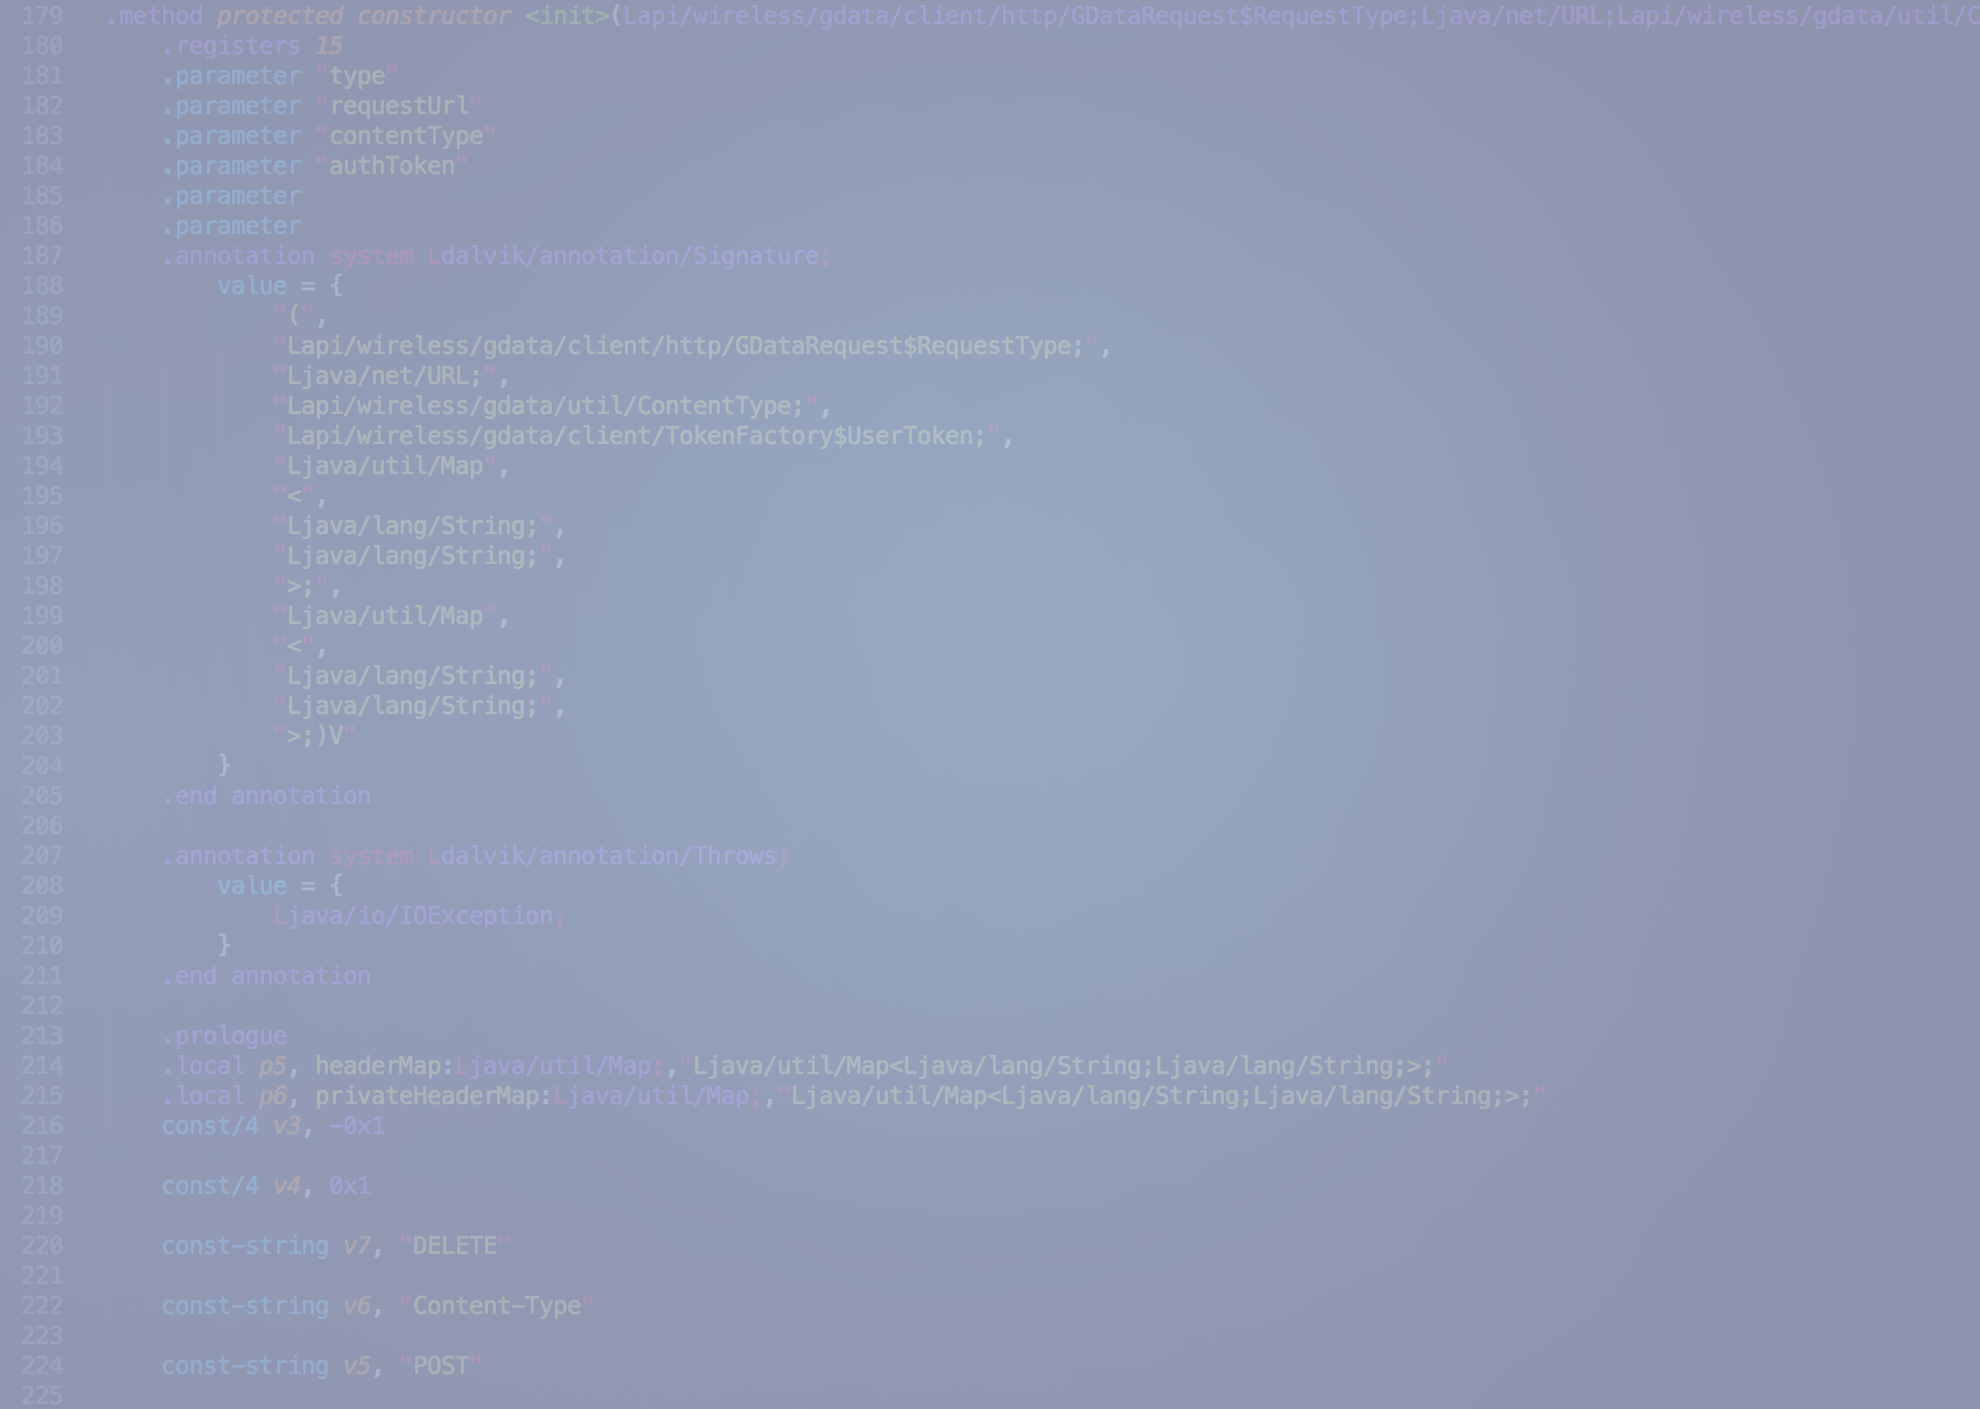 179 .method protected constructor <init>(Lapi/wireless/gdata/client/http/GDataRequest$RequestType;Ljava/net/URL;Lapi/wireless/gdata/util/C
180 .registers 15
181 .parameter "type"
182 .parameter "requestUrl"
183 .parameter "contentType"
184 .parameter "authToken"
185 .parameter
186 .parameter
187 .annotation system Ldalvik/annotation/Signature;
188 value = {
189 "(",
190 "Lapi/wireless/gdata/client/http/GDataRequest$RequestType;",
191 "Ljava/net/URL;",
192 "Lapi/wireless/gdata/util/ContentType;",
193 "Lapi/wireless/gdata/client/TokenFactory$UserToken;",
194 "Ljava/util/Map",
195 "<",
196 "Ljava/lang/String;",
197 "Ljava/lang/String;",
198 ">;",
199 "Ljava/util/Map",
200 "<",
201 "Ljava/lang/String;",
202 "Ljava/lang/String;",
203 ">;)V"
204 }
205 .end annotation
206
207 .annotation system Ldalvik/annotation/Throws;
208 value = {
209 Ljava/io/IOException;
210 }
211 .end annotation
212
213 .prologue
214 .local p5, headerMap:Ljava/util/Map;,"Ljava/util/Map<Ljava/lang/String;Ljava/lang/String;>;"
215 .local p6, privateHeaderMap:Ljava/util/Map;,"Ljava/util/Map<Ljava/lang/String;Ljava/lang/String;>;"
216 const/4 v3, -0x1
217
218 const/4 v4, 0x1
219
220 const-string v7, "DELETE"
221
222 const-string v6, "Content-Type"
223
224 const-string v5, "POST"
225